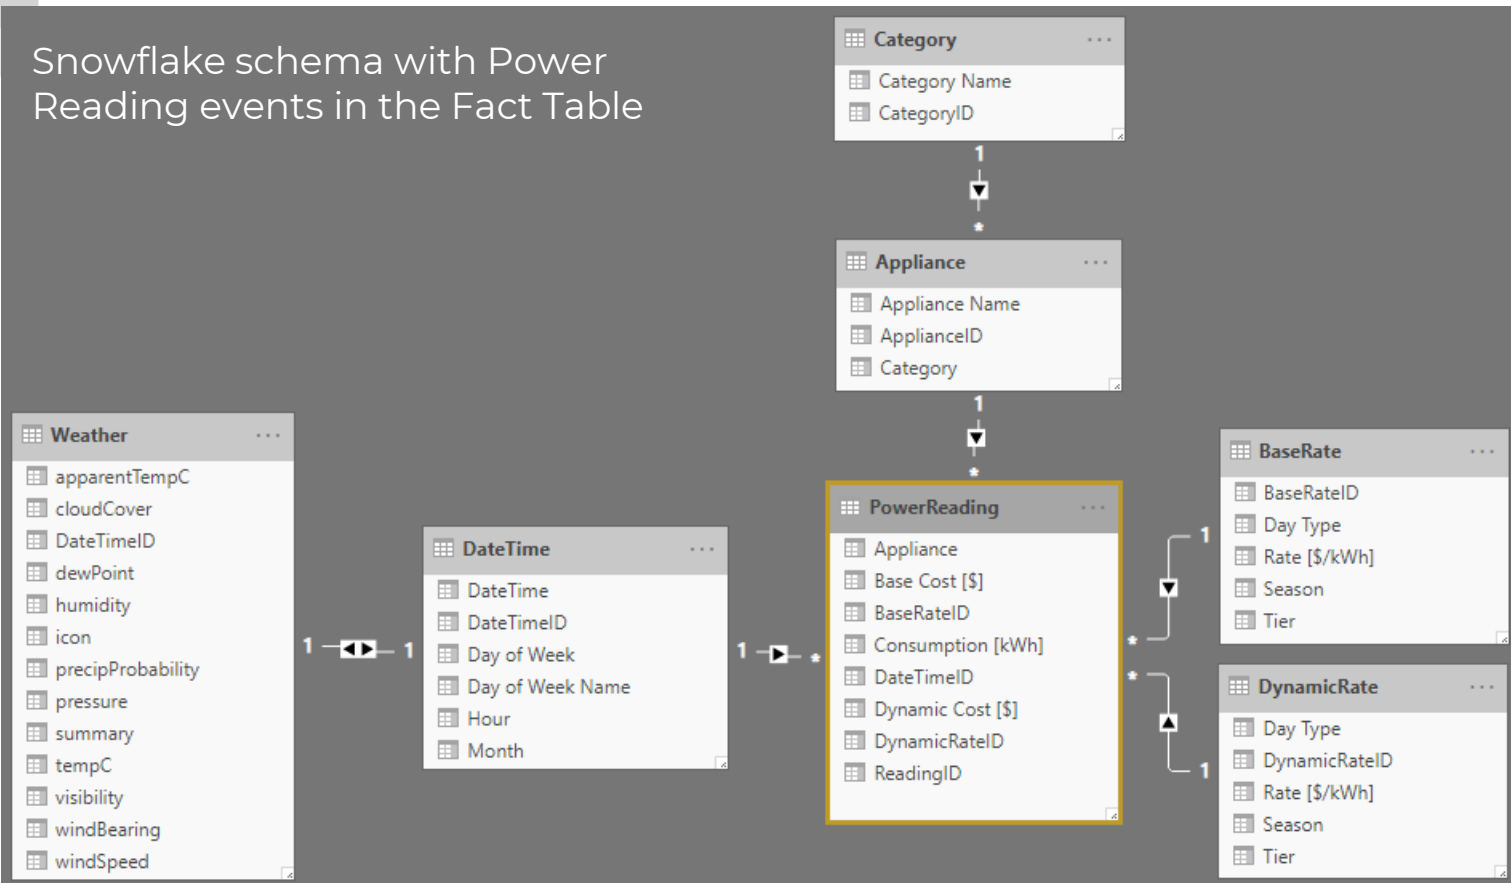 Snowflake schema with Power
Reading events in the Fact Table
Category
Category Name
CategoryID
1
*
Appliance
Appliance Name
ApplianceID
Category
1
*
Weather
apparentTempC
cloudCover
DateTimeID
dewPoint
humidity
icon
precipProbability
pressure
summary
tempC
visibility
windBearing
windSpeed
1
1
DateTime
DateTime
DateTimeID
Day of Week
Day of Week Name
Hour
Month
1
*
PowerReading
Appliance
Base Cost [$]
BaseRateID
Consumption [kWh]
DateTimeID
Dynamic Cost [$]
DynamicRateID
ReadingID
*
1
*
1
BaseRate
BaseRateID
Day Type
Rate [$/kWh]
Season
Tier
DynamicRate
Day Type
DynamicRateID
Rate [$/kWh]
Season
Tier